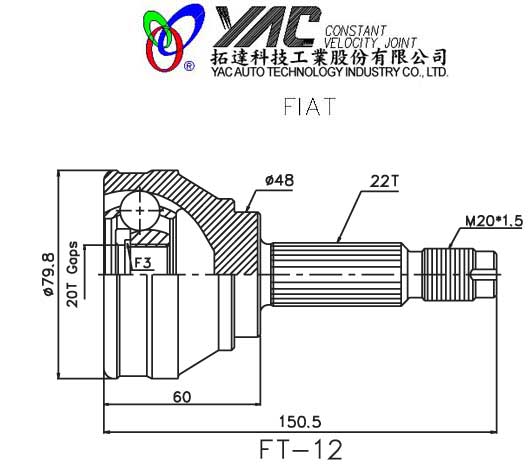 YAC CONSTANT
VELOCITY JOINT
®
拓達科技工業股份有限公司
YAC AUTO TECHNOLOGY INDUSTRY CO., LTD.
FIAT
ø48
22T
M20*1.5
ø79.8
20T Gaps
F3
60
150.5
FT-12